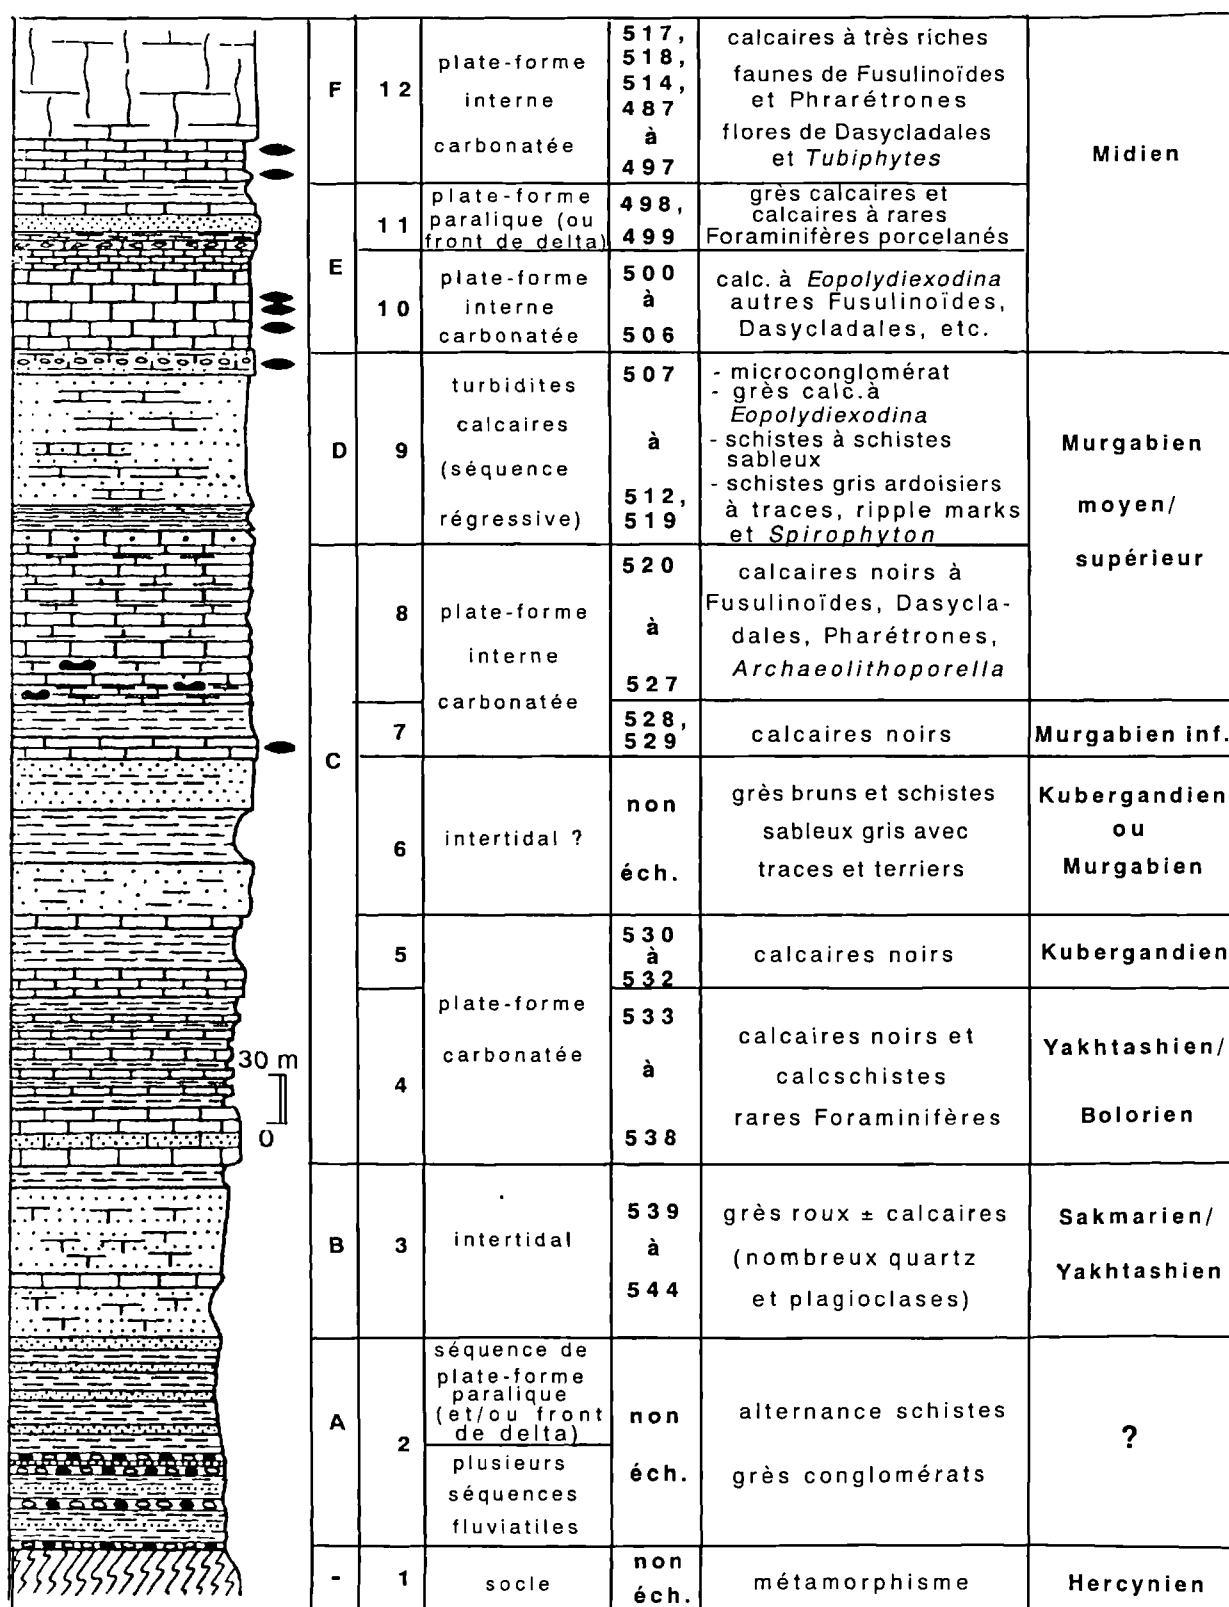 F
12
plate-forme
interne
carbonatée
517,
518,
514,
487
à
497
calcaires à très riches
faunes de Fusulinoïdes
et Phrarétrones
flores de Dasycladales
et Tubiphytes
Midien
E
11
plate-forme
paralique (ou
front de delta)
498,
499
grès calcaires et
calcaires à rares
Foraminifères porcelanés
10
plate-forme
interne
carbonatée
500
à
506
calc. à Eopolydiexodina
autres Fusulinoïdes,
Dasycladales, etc.
D
9
turbidites
calcaires
(séquence
régressive)
507
à
512,
519
- microconglomérat
- grès calc.à
Eopolydiexodina
- schistes à schistes
sableux
- schistes gris ardoisiers
à traces, ripple marks
et Spirophyton
Murgabien
moyen/
supérieur
C
8
plate-forme
interne
carbonatée
520
à
527
calcaires noirs à
Fusulinoïdes, Dasycla-
dales, Pharétrones,
Archaeolithoporella
7
528,
529
calcaires noirs
Murgabien inf.
6
intertidal ?
non
éch.
grès bruns et schistes
sableux gris avec
traces et terriers
Kubergandien
ou
Murgabien
5
530
à
532
calcaires noirs
Kubergandien
4
plate-forme
carbonatée
533
à
538
calcaires noirs et
calcschistes
rares Foraminifères
Yakhtashien/
Bolorien
30 m
0
B
3
intertidal
539
à
544
grès roux ± calcaires
(nombreux quartz
et plagioclases)
Sakmarien/
Yakhtashien
A
2
séquence de
plate-forme
paralique
(et/ou front
de delta)
plusieurs
séquences
fluviatiles
non
éch.
alternance schistes
grès conglomérats
?
-
1
socle
non
éch.
métamorphisme
Hercynien